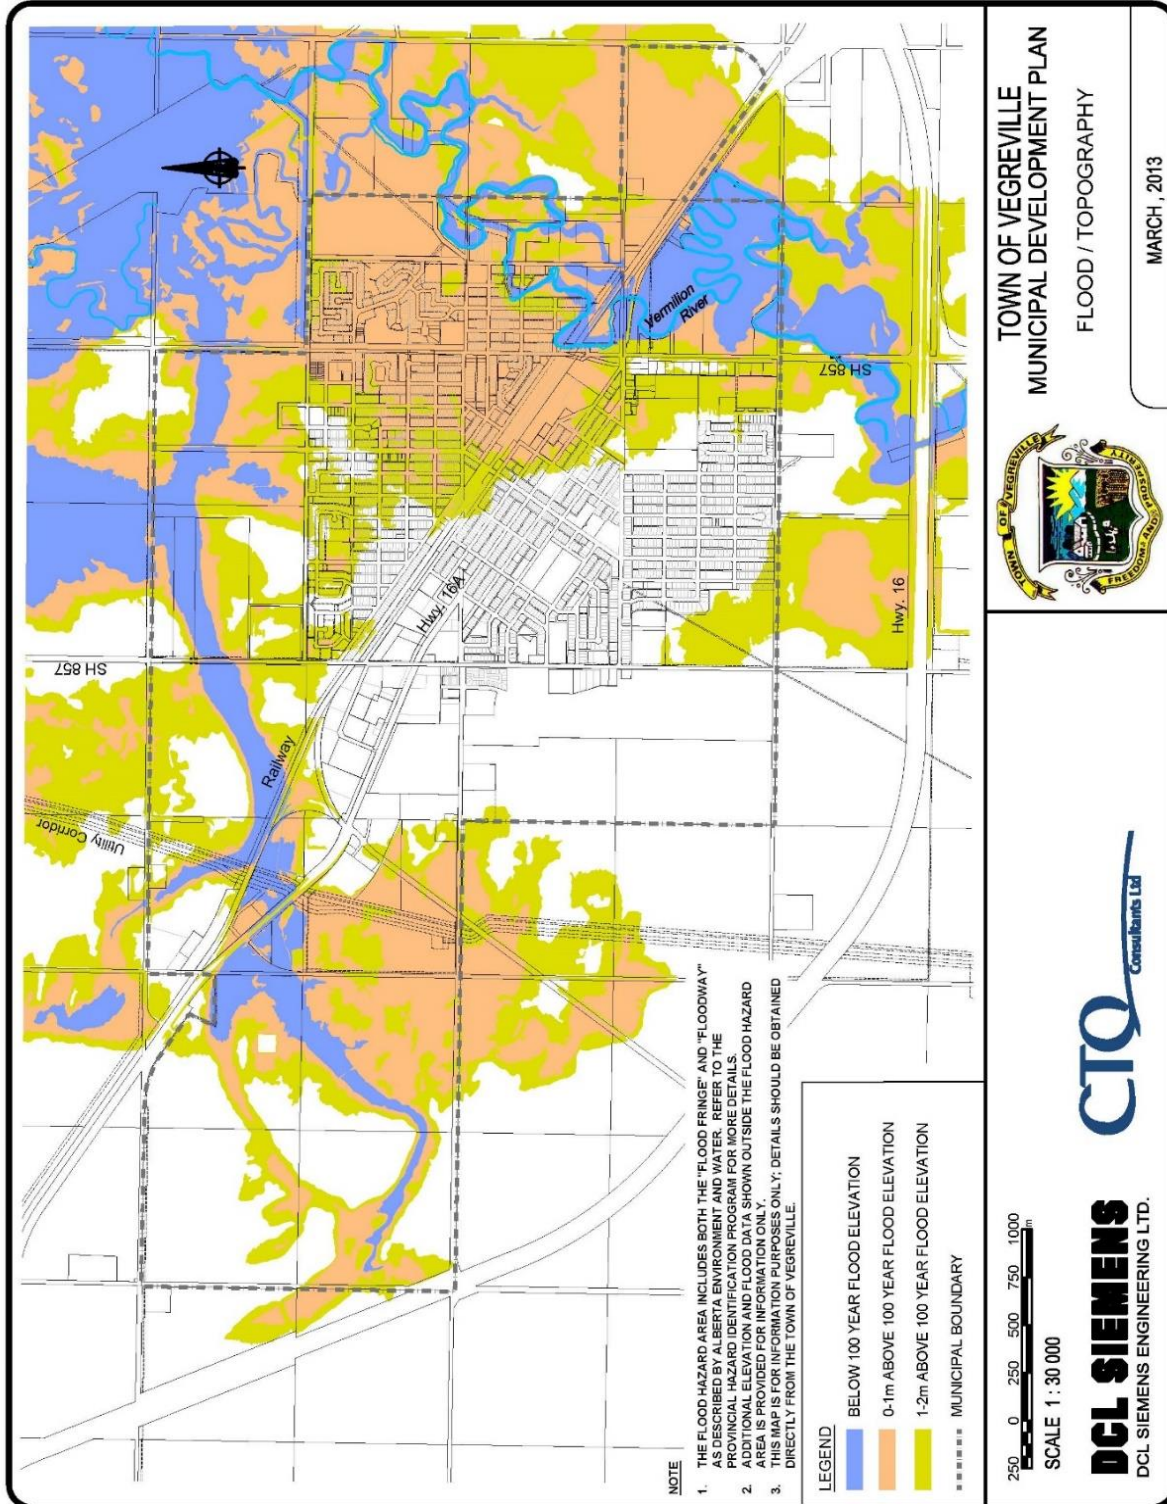 SH 857
Utility Corridor
Railway
Hwy. 16A
Vermilion
River
SH 857
Hwy. 16
NOTE
1. THE FLOOD HAZARD AREA INCLUDES BOTH THE "FLOOD FRINGE" AND "FLOODWAY"
AS DESCRIBED BY ALBERTA ENVIRONMENT AND WATER. REFER TO THE
PROVINCIAL HAZARD IDENTIFICATION PROGRAM FOR MORE DETAILS.
2. ADDITIONAL ELEVATION AND FLOOD DATA SHOWN OUTSIDE THE FLOOD HAZARD
AREA IS PROVIDED FOR INFORMATION ONLY.
3. THIS MAP IS FOR INFORMATION PURPOSES ONLY; DETAILS SHOULD BE OBTAINED
DIRECTLY FROM THE TOWN OF VEGREVILLE.
LEGEND
BELOW 100 YEAR FLOOD ELEVATION
0-1m ABOVE 100 YEAR FLOOD ELEVATION
1-2m ABOVE 100 YEAR FLOOD ELEVATION
MUNICIPAL BOUNDARY
250 0 250 500 750 1000
m
SCALE 1 : 30 000
DCL SIEMENS
DCL SIEMENS ENGINEERING LTD.
CTQ
Consultants Ltd
TOWN OF VEGREVILLE
FREEDOM AND PROSPERITY
TOWN OF VEGREVILLE
MUNICIPAL DEVELOPMENT PLAN
FLOOD / TOPOGRAPHY
MARCH, 2013